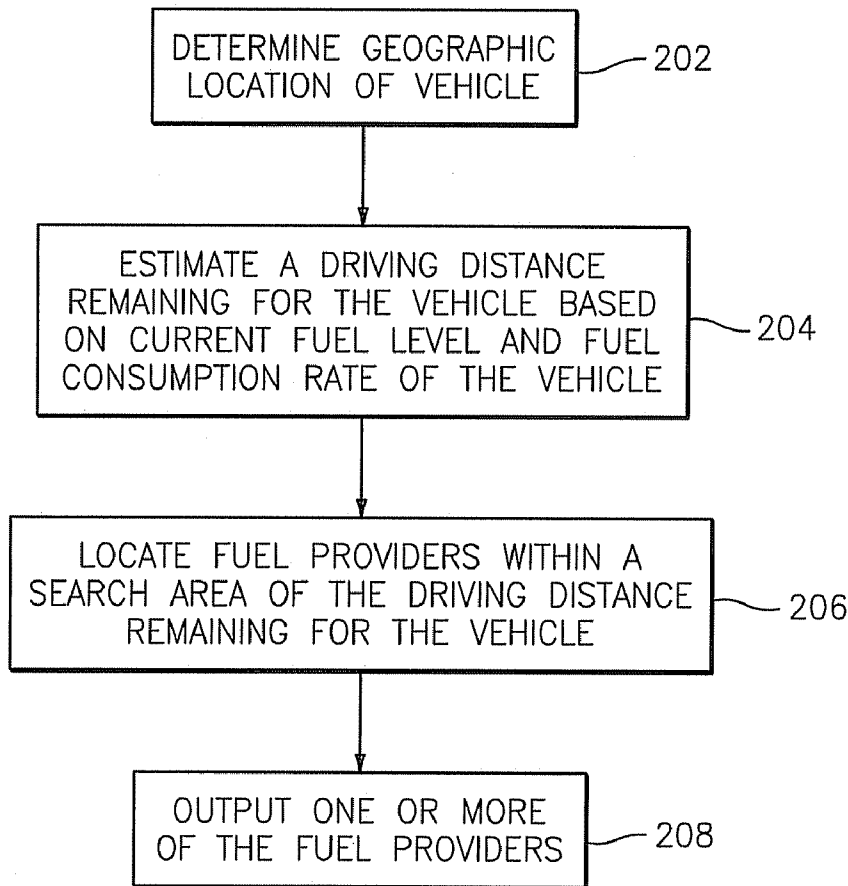 DETERMINE GEOGRAPHIC
LOCATION OF VEHICLE
202
ESTIMATE A DRIVING DISTANCE
REMAINING FOR THE VEHICLE BASED
ON CURRENT FUEL LEVEL AND FUEL
CONSUMPTION RATE OF THE VEHICLE
204
LOCATE FUEL PROVIDERS WITHIN A
SEARCH AREA OF THE DRIVING DISTANCE
REMAINING FOR THE VEHICLE
206
OUTPUT ONE OR MORE
OF THE FUEL PROVIDERS
208